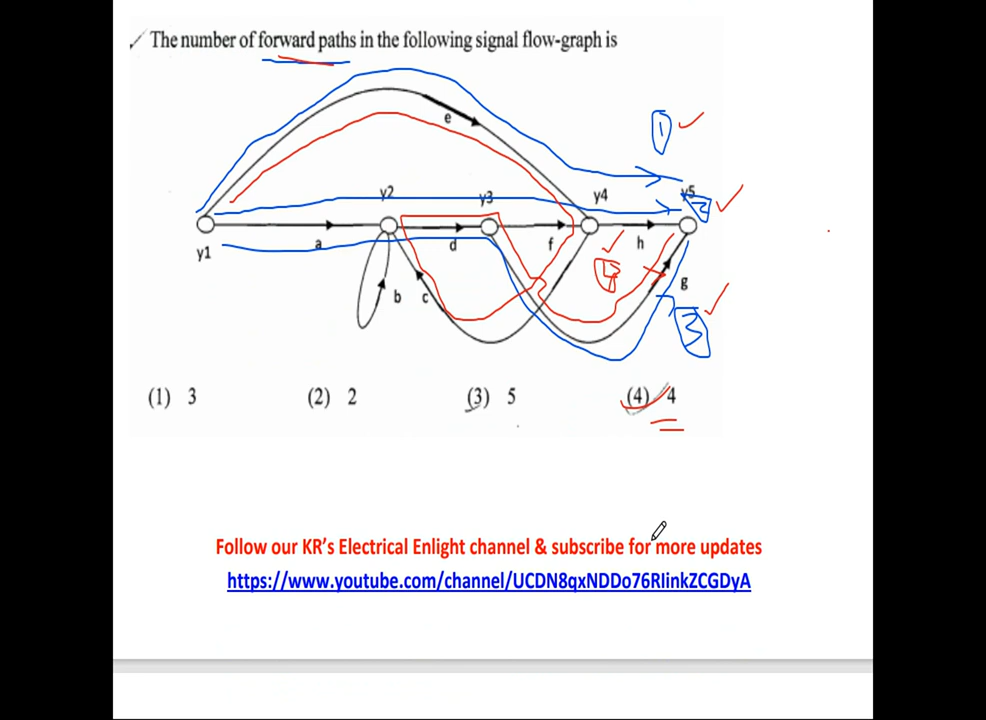 The number of forward paths in the following signal flow-graph is
e
1
y2 y3 y4 y5
2
y1 a d f h
4
b c g
3
(1) 3 (2) 2 (3) 5 (4) 4
Follow our KR's Electrical Enlight channel & subscribe for more updates
https://www.youtube.com/channel/UCDN8qxNDDo76RIinkZCGDyA